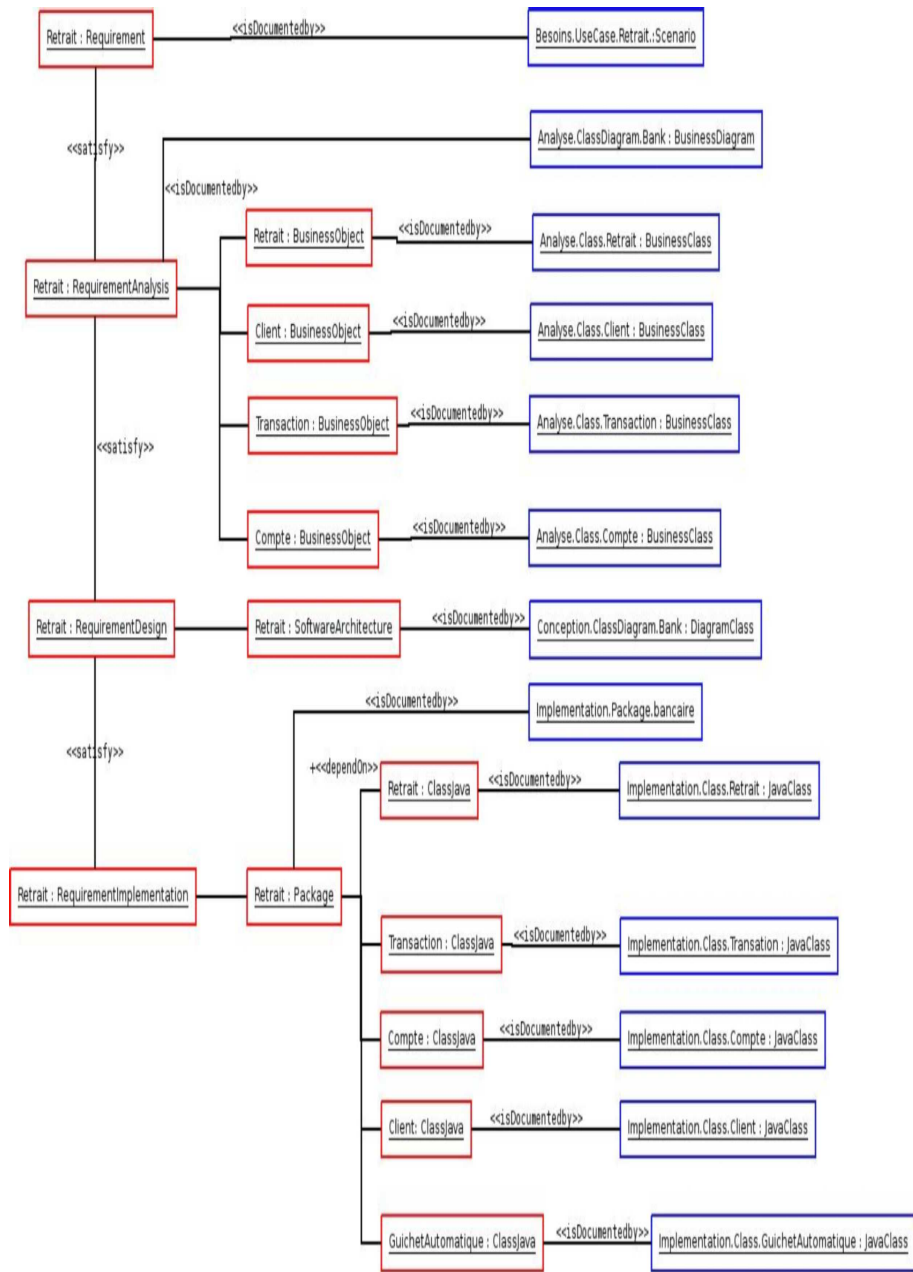 Retrait : Requirement
<<isDocumentedby>>
Besoins.UseCase.Retrait.:Scenario
<<satisfy>>
Analyse.ClassDiagram.Bank : BusinessDiagram
<<isDocumentedby>>
Retrait : BusinessObject
<<isDocumentedby>>
Analyse.Class.Retrait : BusinessClass
Retrait : RequirementAnalysis
Client : BusinessObject
<<isDocumentedby>>
Analyse.Class.Client : BusinessClass
Transaction : BusinessObject
<<isDocumentedby>>
Analyse.Class.Transaction : BusinessClass
<<satisfy>>
Compte : BusinessObject
<<isDocumentedby>>
Analyse.Class.Compte : BusinessClass
Retrait : RequirementDesign
Retrait : SoftwareArchitecture
<<isDocumentedby>>
Conception.ClassDiagram.Bank : DiagramClass
<<isDocumentedby>>
Implementation.Package.bancaire
<<satisfy>>
+<<dependOn>>
Retrait : ClassJava
<<isDocumentedby>>
Implementation.Class.Retrait : JavaClass
Retrait : RequirementImplementation
Retrait : Package
Transaction : ClassJava
<<isDocumentedby>>
Implementation.Class.Transation : JavaClass
Compte : ClassJava
<<isDocumentedby>>
Implementation.Class.Compte : JavaClass
Client: ClassJava
<<isDocumentedby>>
Implementation.Class.Client : JavaClass
GuichetAutomatique : ClassJava
<<isDocumentedby>>
Implementation.Class.GuichetAutomatique : JavaClass